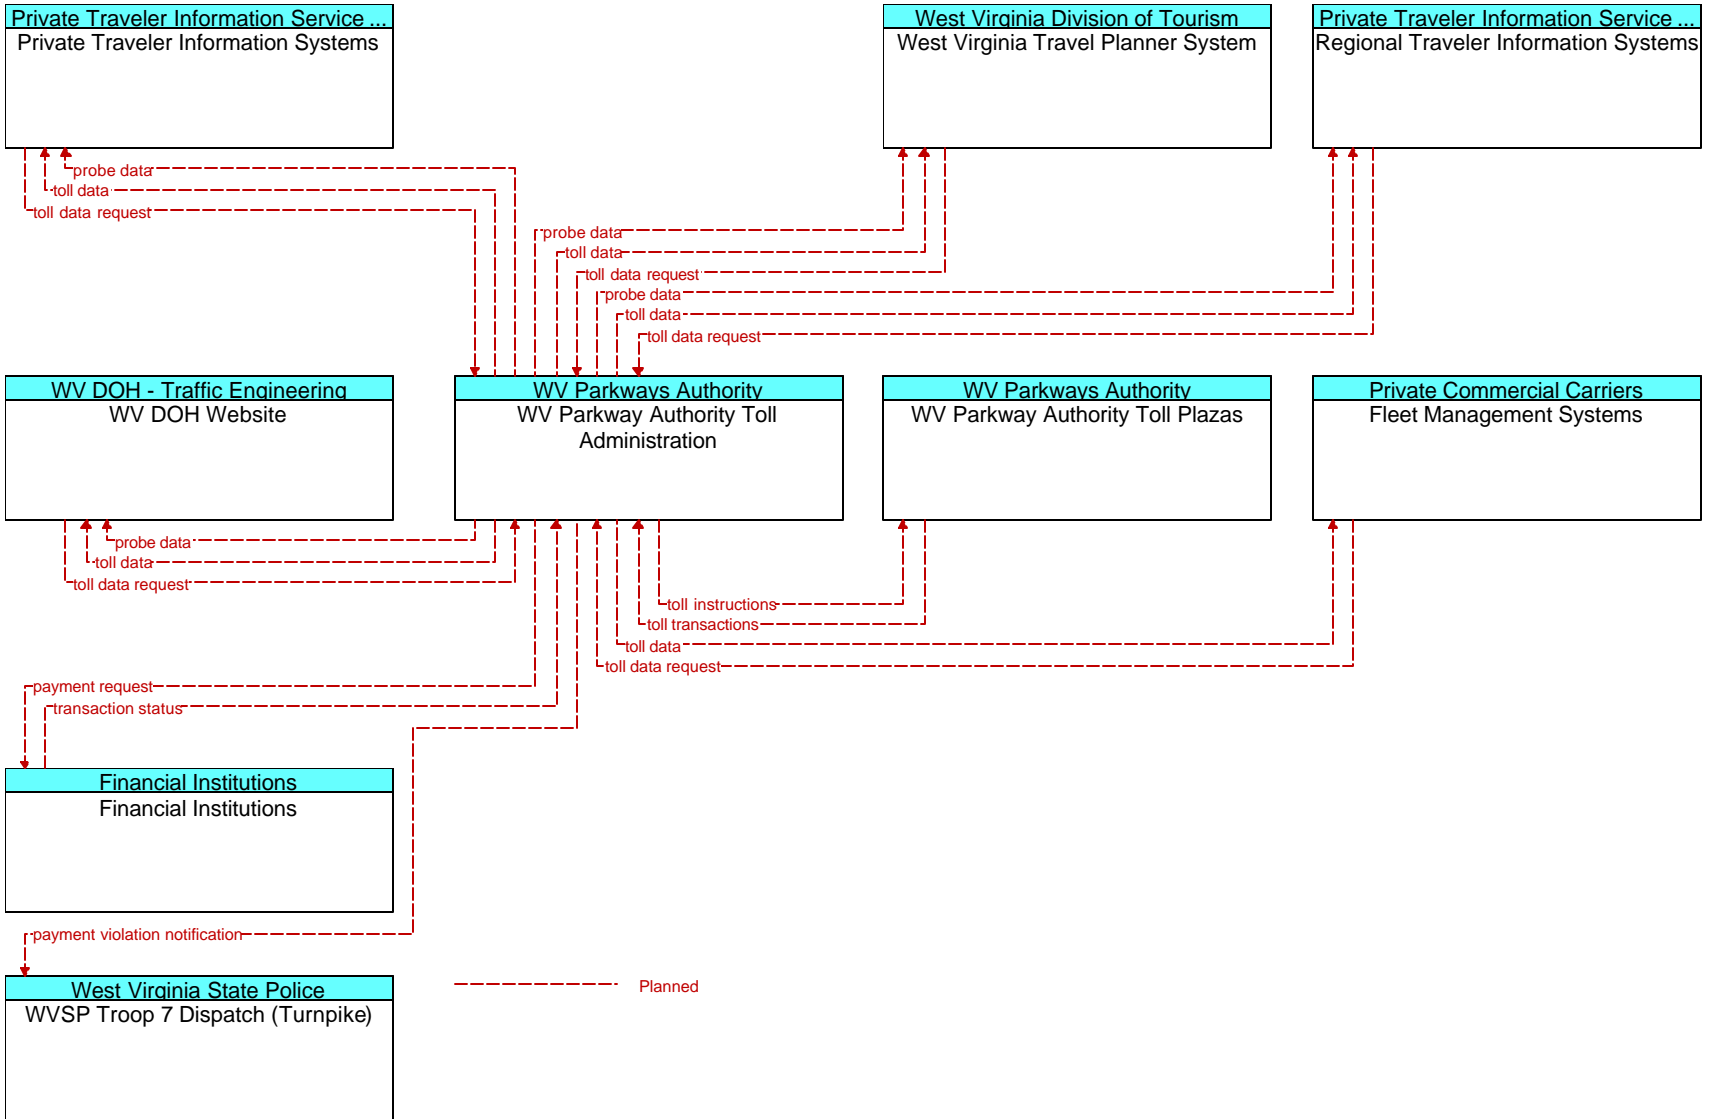 Private Traveler Information Service ...
Private Traveler Information Systems
West Virginia Division of Tourism
West Virginia Travel Planner System
Private Traveler Information Service ...
Regional Traveler Information Systems
probe data
toll data
toll data request
probe data
toll data
toll data request
probe data
toll data
toll data request
WV DOH - Traffic Engineering
WV DOH Website
WV Parkways Authority
WV Parkway Authority Toll
Administration
WV Parkways Authority
WV Parkway Authority Toll Plazas
Private Commercial Carriers
Fleet Management Systems
probe data
toll data
toll data request
toll instructions
toll transactions
toll data
toll data request
payment request
transaction status
Financial Institutions
Financial Institutions
payment violation notification
West Virginia State Police
WVSP Troop 7 Dispatch (Turnpike)
Planned